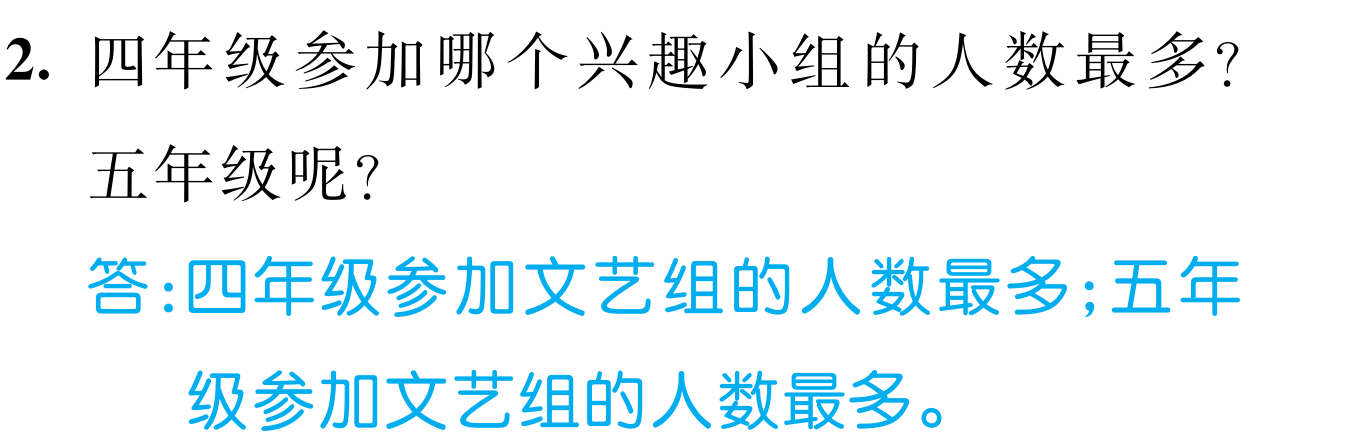 2. 四年级参加哪个兴趣小组的人数最多?
五年级呢?
答:四年级参加文艺组的人数最多;五年
级参加文艺组的人数最多。